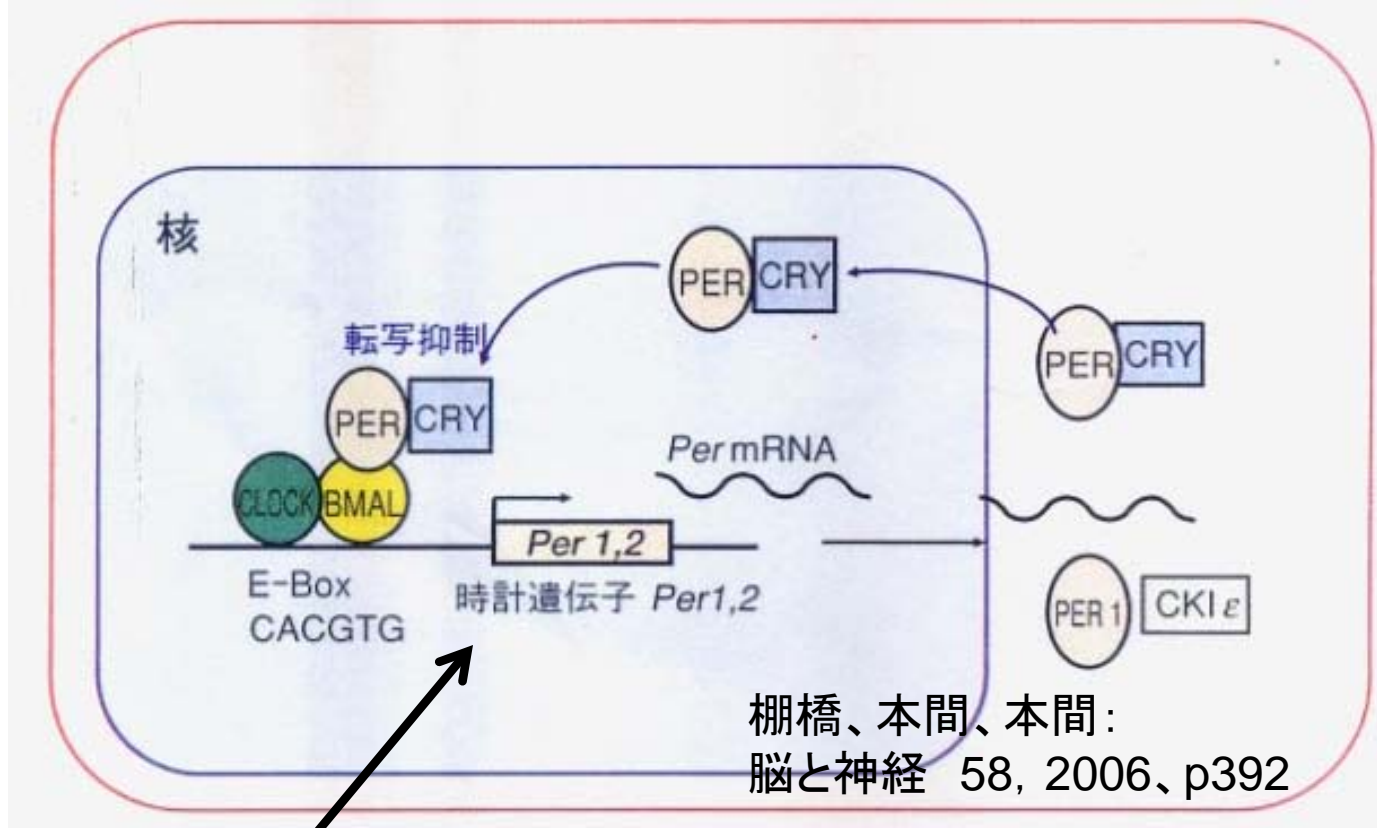 核
PER CRY
転写抑制
PER CRY
PER CRY
Per mRNA
CLOCK BMAL
Per 1,2
E-Box
CACGTG
時計遺伝子 Per1,2
PER 1 CKI ε
棚橋、本間、本間：
脳と神経 58, 2006、p392